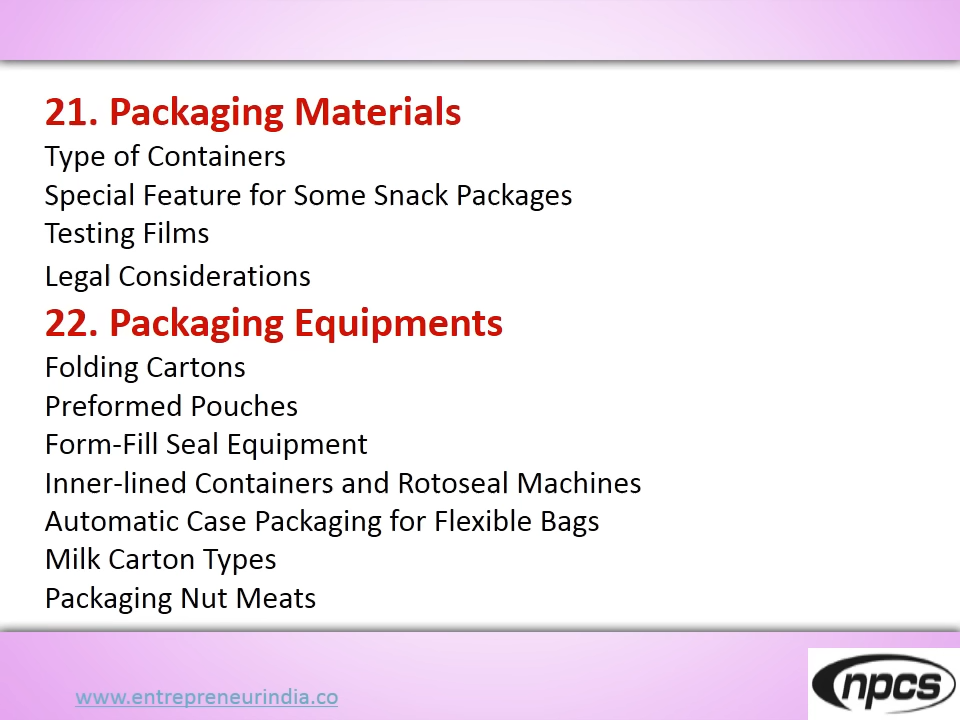 21. Packaging Materials
Type of Containers
Special Feature for Some Snack Packages
Testing Films
Legal Considerations
22. Packaging Equipments
Folding Cartons
Preformed Pouches
Form-Fill Seal Equipment
Inner-lined Containers and Rotoseal Machines
Automatic Case Packaging for Flexible Bags
Milk Carton Types
Packaging Nut Meats
www.entrepreneurindia.co
npcs